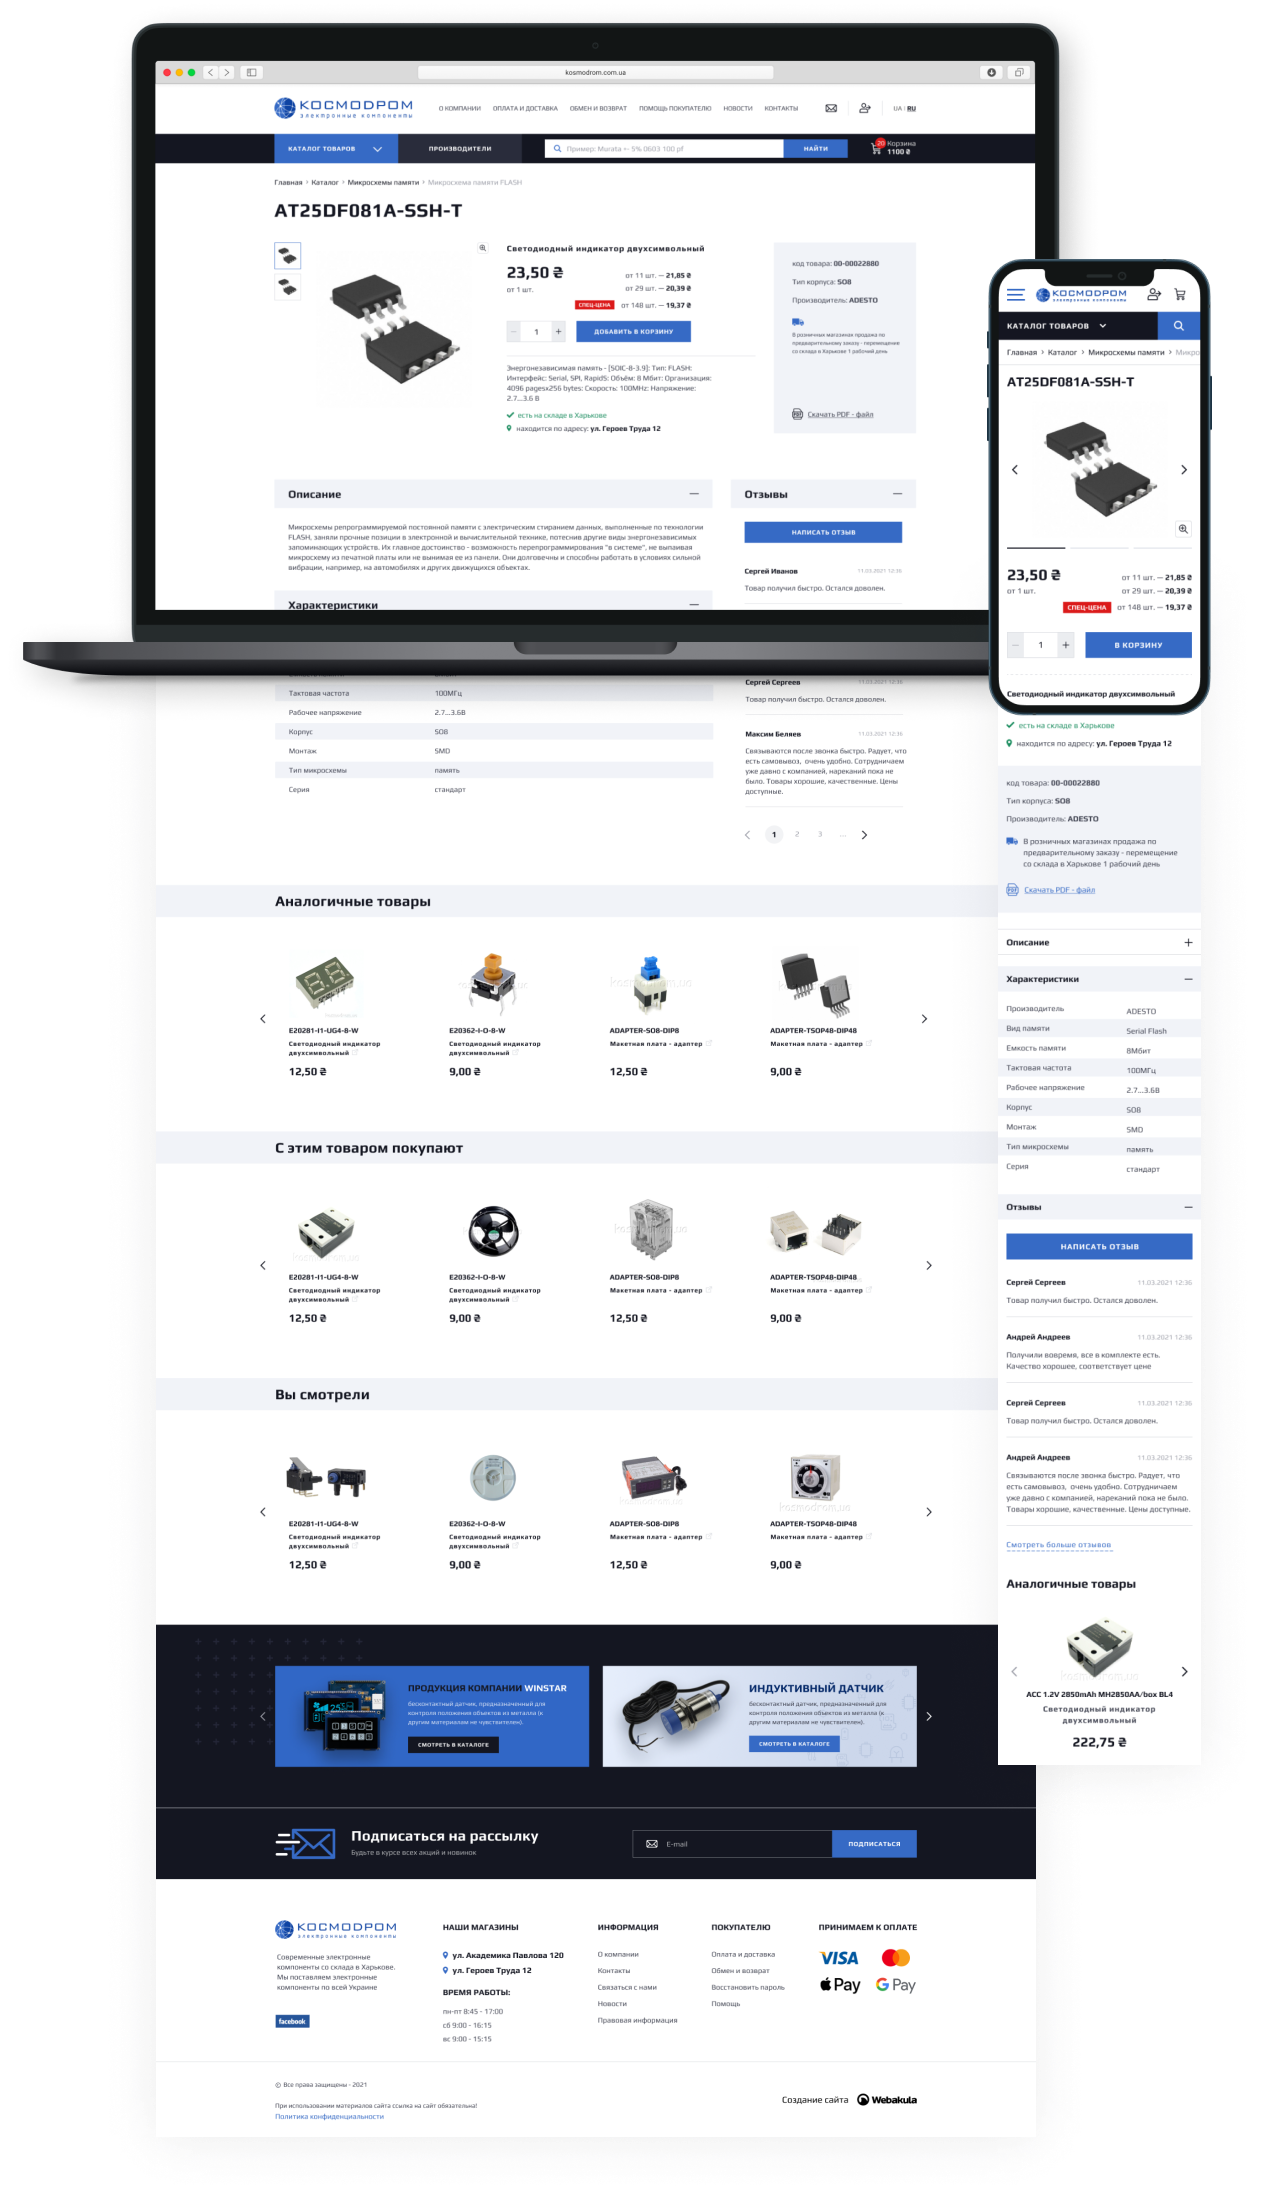 kosmodrom.com.ua
КОСМОДРОМ
электронные компоненты
О КОМПАНИИ ОПЛАТА И ДОСТАВКА ОБМЕН И ВОЗВРАТ ПОМОЩЬ ПОКУПАТЕЛЮ НОВОСТИ КОНТАКТЫ
UA RU
КАТАЛОГ ТОВАРОВ
ПРОИЗВОДИТЕЛИ
Пример: Murata +- 5% 0603 100 pf
НАЙТИ
20
Корзина
1100 ₴
Главная › Каталог › Микросхемы памяти › Микросхема памяти FLASH
AT25DF081A-SSH-T
Светодиодный индикатор двухсимвольный
23,50 ₴
от 1 шт.
от 11 шт. — 21,85 ₴
от 29 шт. — 20,39 ₴
СПЕЦ-ЦЕНА от 148 шт. — 19,37 ₴
− 1 +
ДОБАВИТЬ В КОРЗИНУ
Энергонезависимая память - [SOIC-8-3.9]: Тип: FLASH:
Интерфейс: Serial, SPI, RapidS: Объём: 8 Мбит: Организация:
4096 pagesx256 bytes: Скорость: 100MHz: Напряжение:
2.7...3.6 В
есть на складе в Харькове
находится по адресу: ул. Героев Труда 12
код товара: 00-00022880
Тип корпуса: SO8
Производитель: ADESTO
В розничных магазинах продажа по
предварительному заказу - перемещение
со склада в Харькове 1 рабочий день
Скачать PDF - файл
Описание
Микросхемы репрограммируемой постоянной памяти с электрическим стиранием данных, выполненные по технологии
FLASH, заняли прочные позиции в электронной и вычислительной технике, потеснив другие виды энергонезависимых
запоминающих устройств. Их главное достоинство - возможность перепрограммирования "в системе", не выпаивая
микросхему из печатной платы или не вынимая ее из панели. Они долговечны и способны работать в условиях сильной
вибрации, например, на автомобилях и других движущихся объектах.
Характеристики
Отзывы
НАПИСАТЬ ОТЗЫВ
Сергей Иванов 11.03.2021 12:36
Товар получил быстро. Остался доволен.
Тактовая частота 100МГц
Рабочее напряжение 2.7...3.6В
Корпус SO8
Монтаж SMD
Тип микросхемы память
Серия стандарт
Сергей Сергеев 11.03.2021 12:36
Товар получил быстро. Остался доволен.
Максим Беляев 11.03.2021 12:36
Связываются после звонка быстро. Радует, что
есть самовывоз, очень удобно. Сотрудничаем
уже давно с компанией, нареканий пока не
было. Товары хорошие, качественные. Цены
доступные.
1 2 3 ...
Аналогичные товары
E20281-I1-UG4-8-W
Светодиодный индикатор
двухсимвольный
12,50 ₴
E20362-I-O-8-W
Светодиодный индикатор
двухсимвольный
9,00 ₴
ADAPTER-SO8-DIP8
Макетная плата - адаптер
12,50 ₴
ADAPTER-TSOP48-DIP48
Макетная плата - адаптер
9,00 ₴
С этим товаром покупают
E20281-I1-UG4-8-W
Светодиодный индикатор
двухсимвольный
12,50 ₴
E20362-I-O-8-W
Светодиодный индикатор
двухсимвольный
9,00 ₴
ADAPTER-SO8-DIP8
Макетная плата - адаптер
12,50 ₴
ADAPTER-TSOP48-DIP48
Макетная плата - адаптер
9,00 ₴
Вы смотрели
E20281-I1-UG4-8-W
Светодиодный индикатор
двухсимвольный
12,50 ₴
E20362-I-O-8-W
Светодиодный индикатор
двухсимвольный
9,00 ₴
ADAPTER-SO8-DIP8
Макетная плата - адаптер
12,50 ₴
ADAPTER-TSOP48-DIP48
Макетная плата - адаптер
9,00 ₴
ПРОДУКЦИЯ КОМПАНИИ WINSTAR
бесконтактный датчик, предназначенный для
контроля положения объектов из металла (к
другим материалам не чувствителен).
СМОТРЕТЬ В КАТАЛОГЕ
ИНДУКТИВНЫЙ ДАТЧИК
бесконтактный датчик, предназначенный для
контроля положения объектов из металла (к
другим материалам не чувствителен).
СМОТРЕТЬ В КАТАЛОГЕ
Подписаться на рассылку
Будьте в курсе всех акций и новинок
E-mail
ПОДПИСАТЬСЯ
КОСМОДРОМ
электронные компоненты
Современные электронные
компоненты со склада в Харькове.
Мы поставляем электронные
компоненты по всей Украине
facebook
НАШИ МАГАЗИНЫ
ул. Академика Павлова 120
ул. Героев Труда 12
ВРЕМЯ РАБОТЫ:
пн-пт 8:45 - 17:00
сб 9:00 - 16:15
вс 9:00 - 15:15
ИНФОРМАЦИЯ
О компании
Контакты
Связаться с нами
Новости
Правовая информация
ПОКУПАТЕЛЮ
Оплата и доставка
Обмен и возврат
Восстановить пароль
Помощь
ПРИНИМАЕМ К ОПЛАТЕ
VISA
Pay
G Pay
© Все права защищены - 2021
При использовании материалов сайта ссылка на сайт обязательна!
Политика конфиденциальности
Создание сайта Webakula
КОСМОДРОМ
электронные компоненты
КАТАЛОГ ТОВАРОВ
Главная › Каталог › Микросхемы памяти › Микро
AT25DF081A-SSH-T
23,50 ₴
от 1 шт.
от 11 шт. — 21,85 ₴
от 29 шт. — 20,39 ₴
СПЕЦ-ЦЕНА от 148 шт. — 19,37 ₴
− 1 +
В КОРЗИНУ
Светодиодный индикатор двухсимвольный
есть на складе в Харькове
находится по адресу: ул. Героев Труда 12
код товара: 00-00022880
Тип корпуса: SO8
Производитель: ADESTO
В розничных магазинах продажа по
предварительному заказу - перемещение
со склада в Харькове 1 рабочий день
PDF
Скачать PDF - файл
Описание
Характеристики
Производитель ADESTO
Вид памяти Serial Flash
Емкость памяти 8Мбит
Тактовая частота 100МГц
Рабочее напряжение 2.7...3.6В
Корпус SO8
Монтаж SMD
Тип микросхемы память
Серия стандарт
Отзывы
НАПИСАТЬ ОТЗЫВ
Сергей Сергеев 11.03.2021 12:36
Товар получил быстро. Остался доволен.
Андрей Андреев 11.03.2021 12:36
Получили вовремя, все в комплекте есть.
Качество хорошее, соответствует цене
Сергей Сергеев 11.03.2021 12:36
Товар получил быстро. Остался доволен.
Андрей Андреев 11.03.2021 12:36
Связываются после звонка быстро. Радует, что
есть самовывоз, очень удобно. Сотрудничаем
уже давно с компанией, нареканий пока не было.
Товары хорошие, качественные. Цены доступные.
Смотреть больше отзывов
Аналогичные товары
ACC 1.2V 2850mAh MH2850AA/box BL4
Светодиодный индикатор
двухсимвольный
222,75 ₴